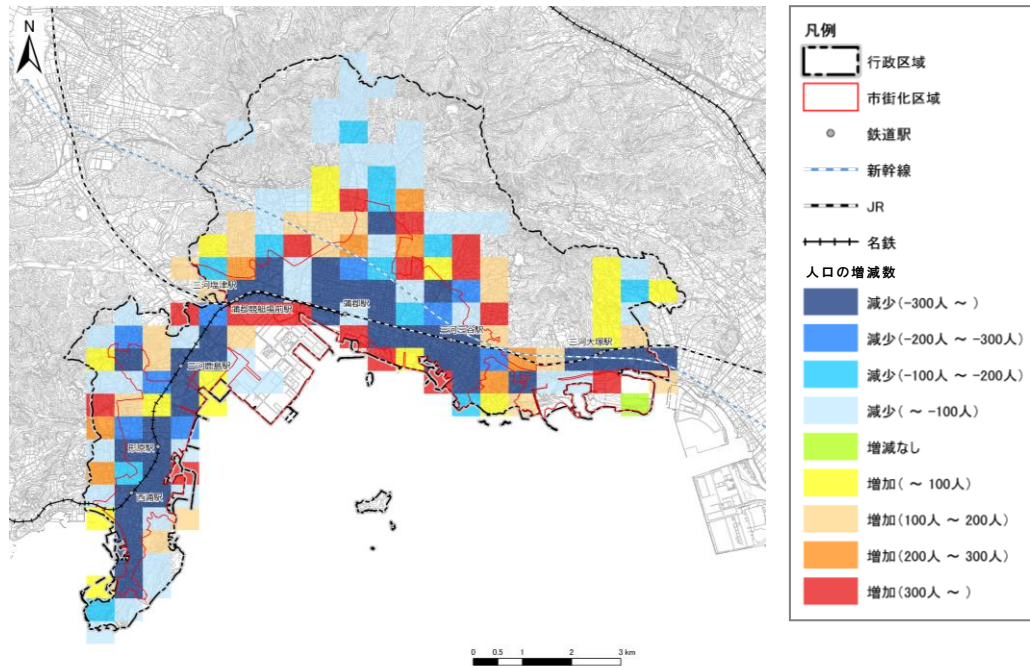 N
三河塩津駅
蒲郡競艇場前駅
蒲郡駅
三河三谷駅
三河大塚駅
三河鹿島駅
形原駅
西浦駅
0 0.5 1 2 3 km
凡例
行政区域
市街化区域
鉄道駅
新幹線
JR
名鉄
人口の増減数
減少(-300人 ~ )
減少(-200人 ~ -300人)
減少(-100人 ~ -200人)
減少( ~ -100人)
増減なし
増加( ~ 100人)
増加(100人 ~ 200人)
増加(200人 ~ 300人)
増加(300人 ~ )